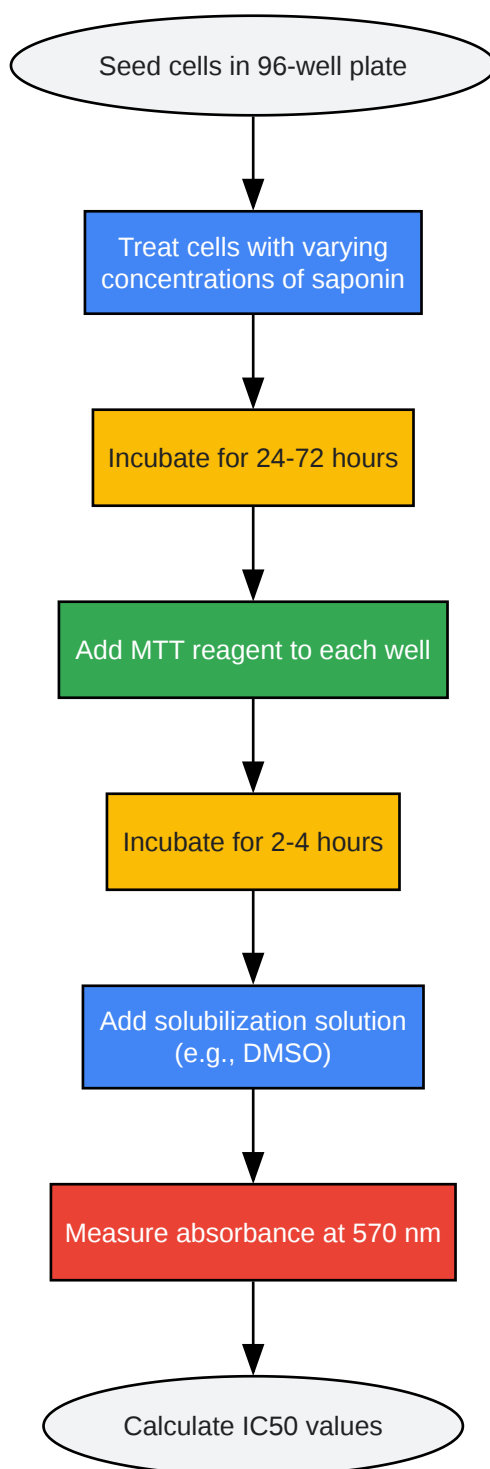 Seed cells in 96-well plate
Treat cells with varying
concentrations of saponin
Incubate for 24-72 hours
Add MTT reagent to each well
Incubate for 2-4 hours
Add solubilization solution
(e.g., DMSO)
Measure absorbance at 570 nm
Calculate IC50 values